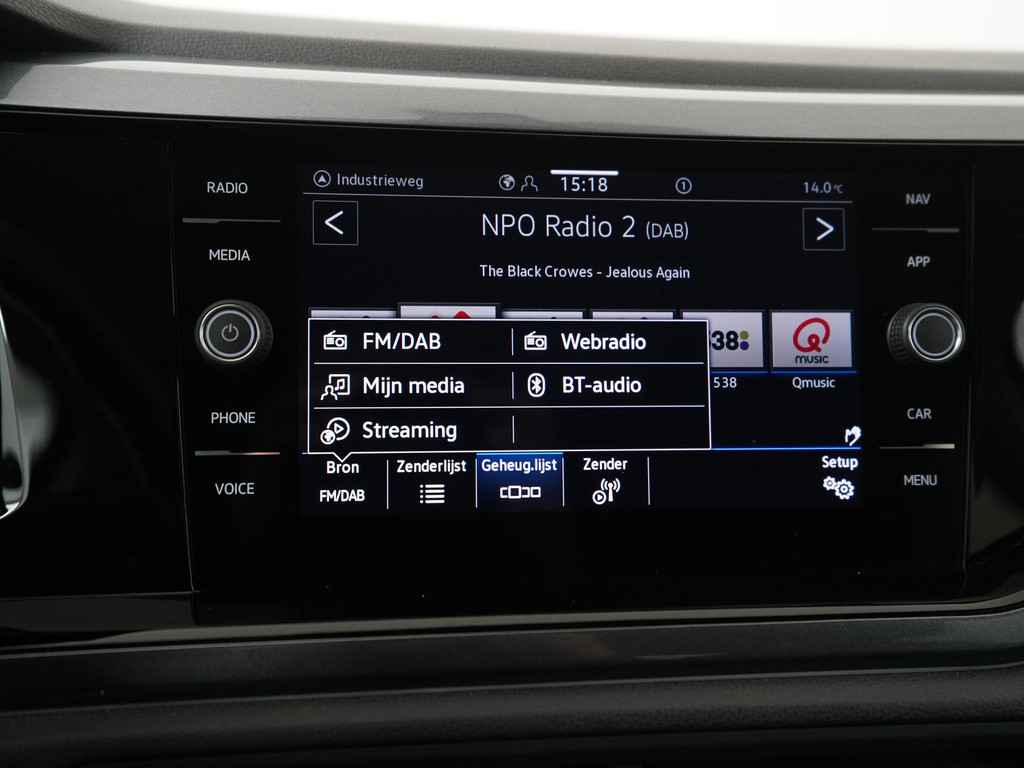 RADIO
MEDIA
PHONE
VOICE
Industrieweg 15:18 1 14.0°C
NPO Radio 2 (DAB)
The Black Crowes - Jealous Again
38:
538
MUSIC
Qmusic
FM/DAB Webradio
Mijn media BT-audio
Streaming
Bron Zenderlijst Geheug.lijst Zender Setup
FM/DAB
NAV
APP
CAR
MENU